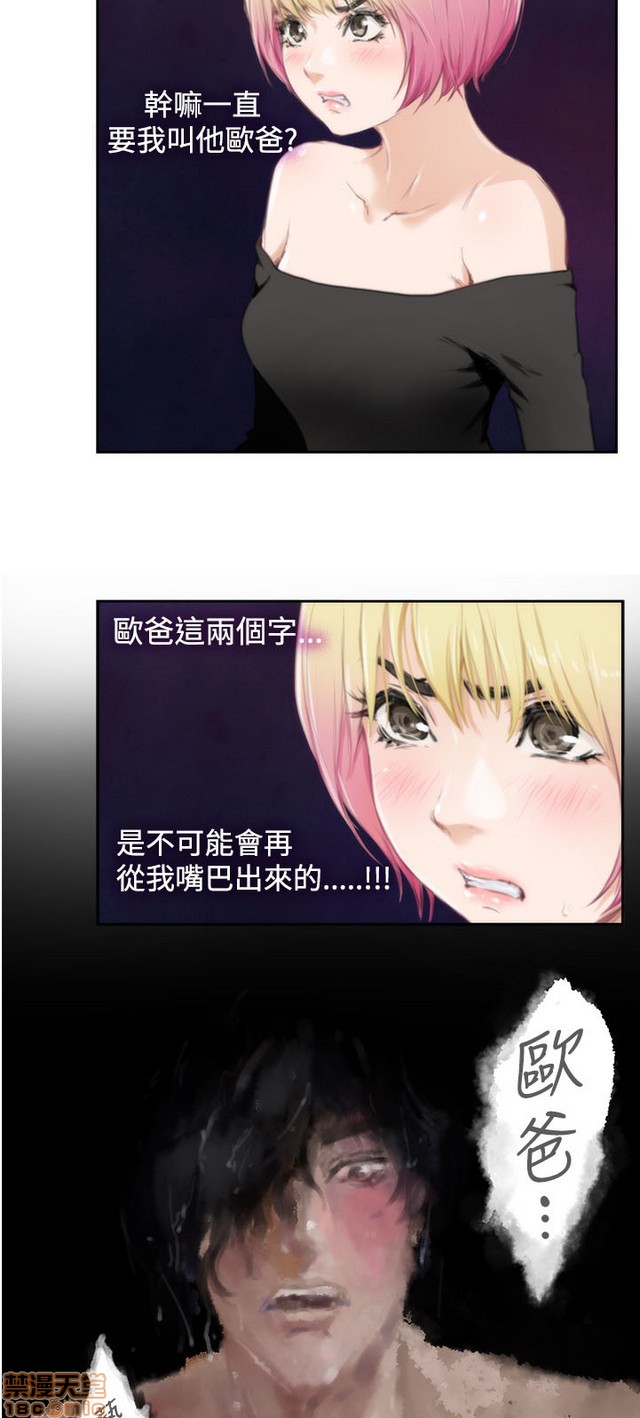 幹嘛一直
要我叫他歐爸?
歐爸這兩個字...
是不可能會再
從我嘴巴出來的.....!!!
歐爸...
禁漫天堂
18comic